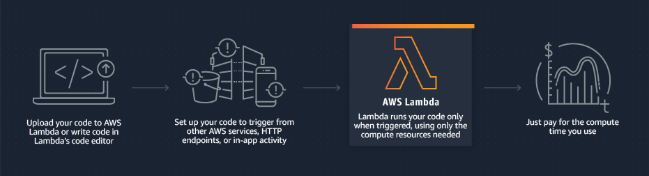 </>
$
t
AWS Lambda
Upload your code to AWS
Lambda or write code in
Lambda's code editor
Set up your code to trigger from
other AWS services, HTTP
endpoints, or in-app activity
Lambda runs your code only
when triggered, using only the
compute resources needed
Just pay for the compute
time you use